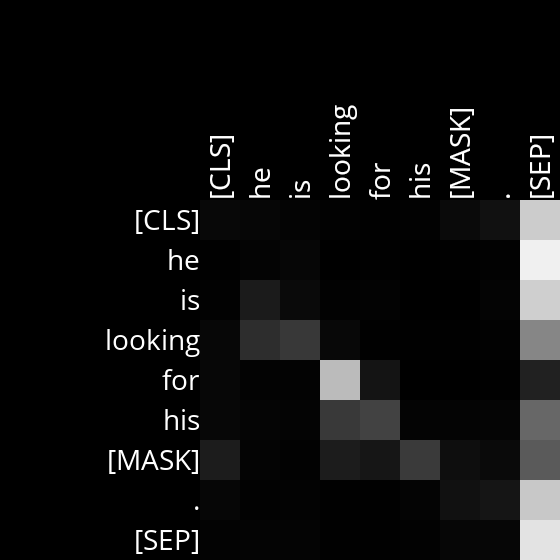 [CLS] he is looking for his [MASK] . [SEP]
[CLS]
he
is
looking
for
his
[MASK]
.
[SEP]